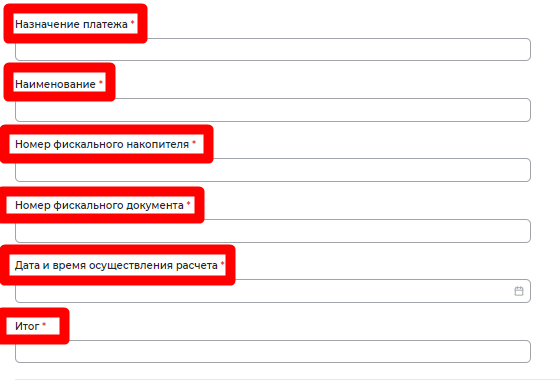 Назначение платежа *
Наименование *
Номер фискального накопителя *
Номер фискального документа *
Дата и время осуществления расчета *
Итог *